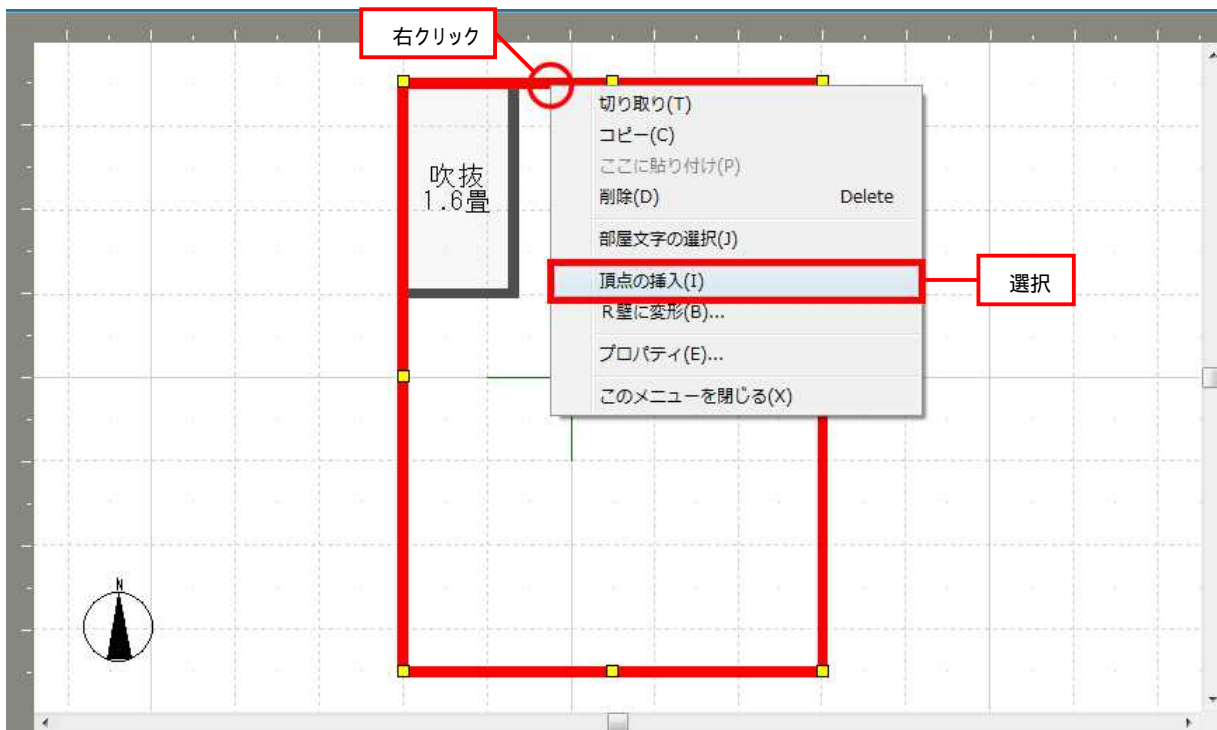 右クリック
切り取り(T)
コピー(C)
ここに貼り付け(P)
削除(D) Delete
部屋文字の選択(J)
頂点の挿入(I)
選択
R壁に変形(B)...
プロパティ(E)...
このメニューを閉じる(X)
吹抜
1.6畳
N